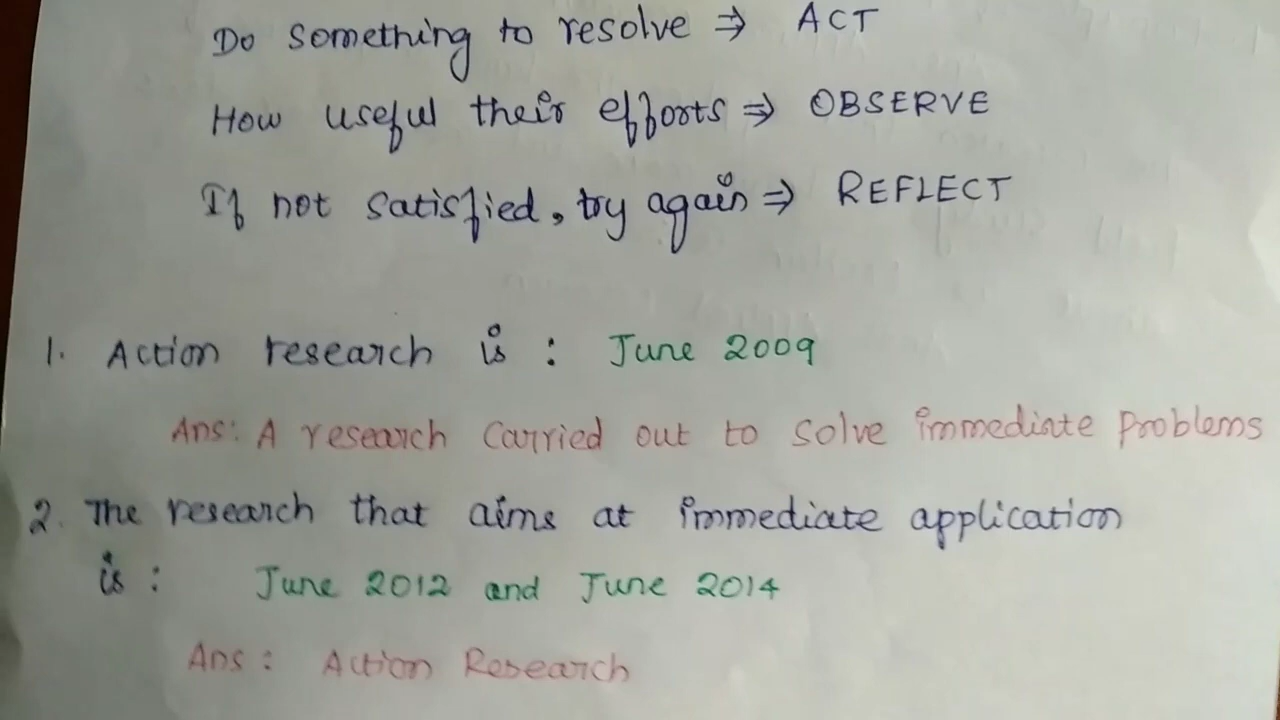 Do something to resolve ⇒ ACT
How useful their efforts ⇒ OBSERVE
If not satisfied, try again ⇒ REFLECT
1. Action research is : June 2009
Ans: A research carried out to solve immediate problems
2. The research that aims at immediate application
is : June 2012 and June 2014
Ans : Action Research